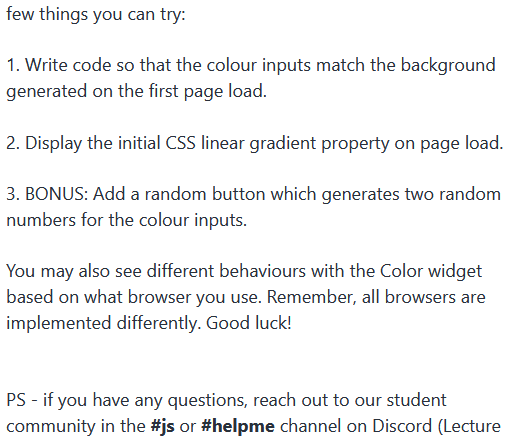 few things you can try:
1. Write code so that the colour inputs match the background
generated on the first page load.
2. Display the initial CSS linear gradient property on page load.
3. BONUS: Add a random button which generates two random
numbers for the colour inputs.
You may also see different behaviours with the Color widget
based on what browser you use. Remember, all browsers are
implemented differently. Good luck!
PS - if you have any questions, reach out to our student
community in the #js or #helpme channel on Discord (Lecture